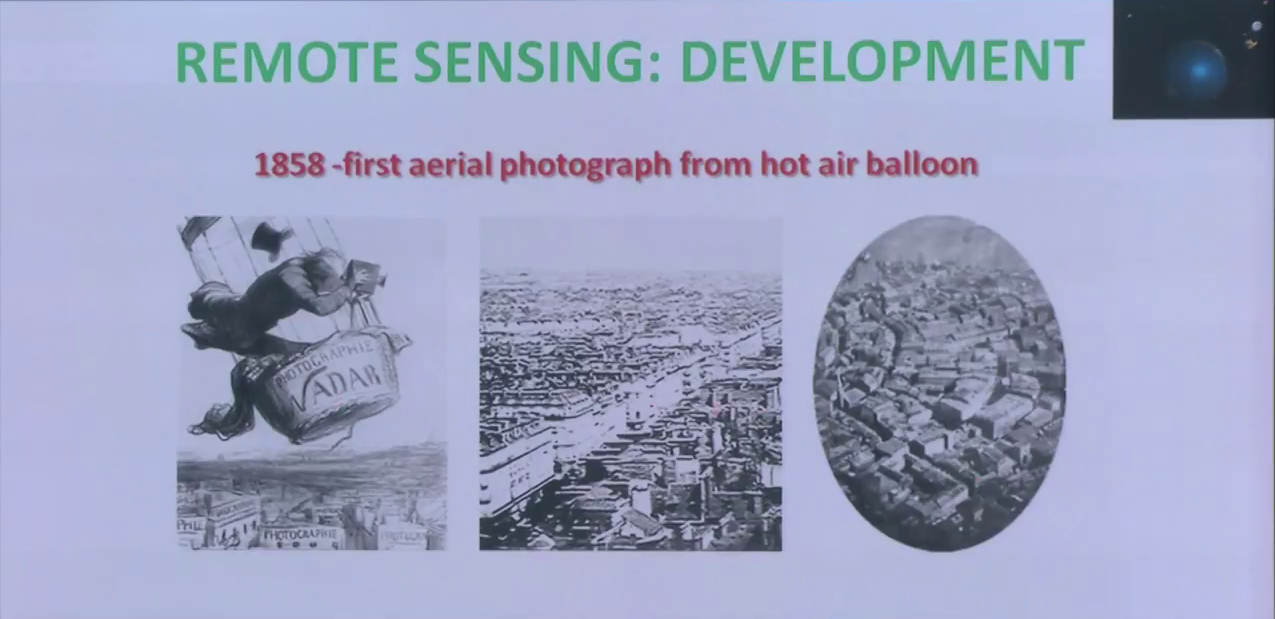 REMOTE SENSING: DEVELOPMENT
1858 -first aerial photograph from hot air balloon
PHOTOGRAPHIE
NADAR
PHOTOGRAPHIE